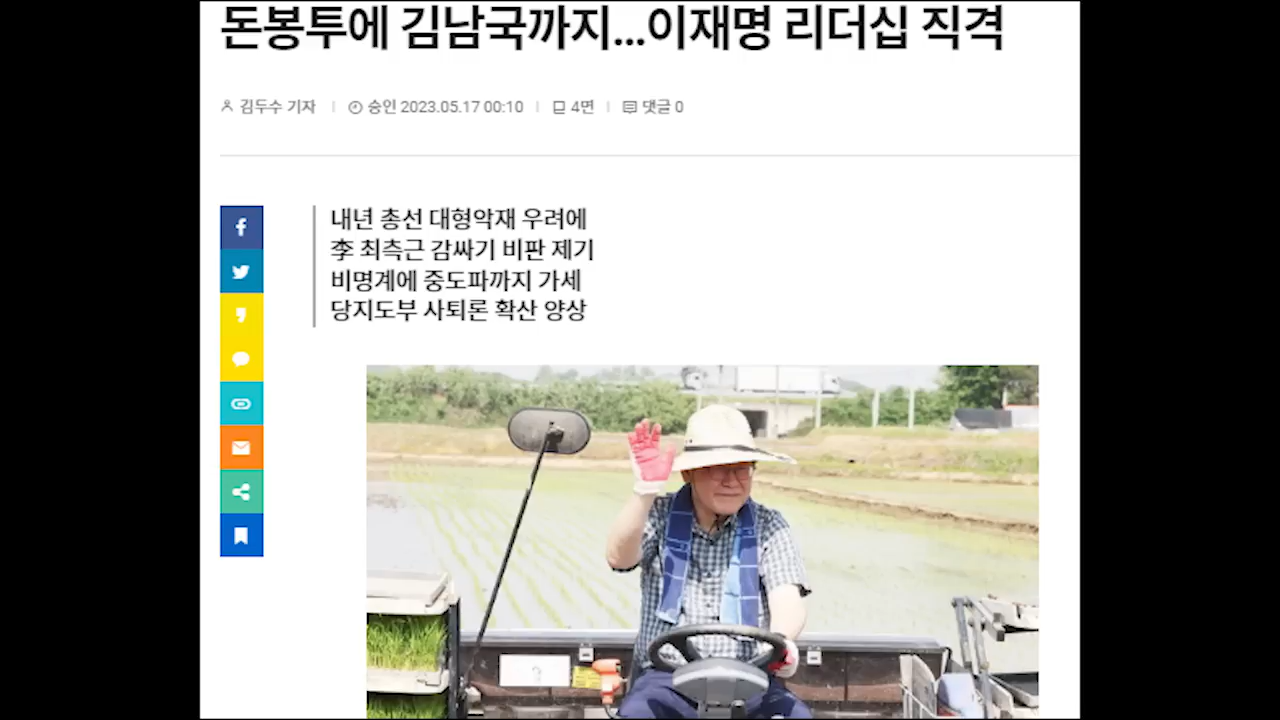 돈봉투에 김남국까지...이재명 리더십 직격
김두수 기자 승인 2023.05.17 00:10 4면 댓글 0
내년 총선 대형악재 우려에
李 최측근 감싸기 비판 제기
비명계에 중도파까지 가세
당지도부 사퇴론 확산 양상